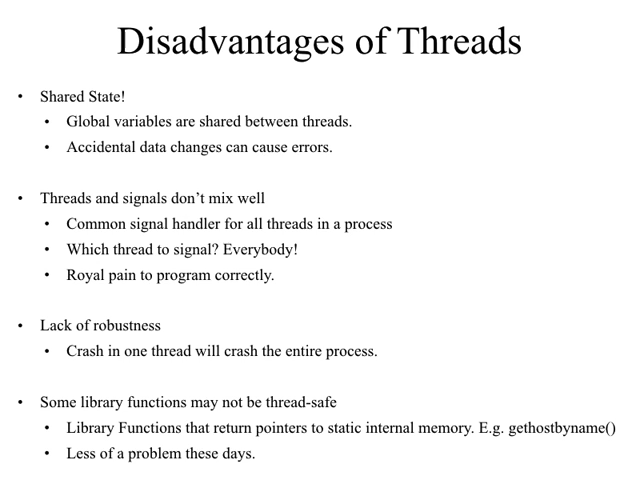 Disadvantages of Threads
• Shared State!
• Global variables are shared between threads.
• Accidental data changes can cause errors.
• Threads and signals don’t mix well
• Common signal handler for all threads in a process
• Which thread to signal? Everybody!
• Royal pain to program correctly.
• Lack of robustness
• Crash in one thread will crash the entire process.
• Some library functions may not be thread-safe
• Library Functions that return pointers to static internal memory. E.g. gethostbyname()
• Less of a problem these days.